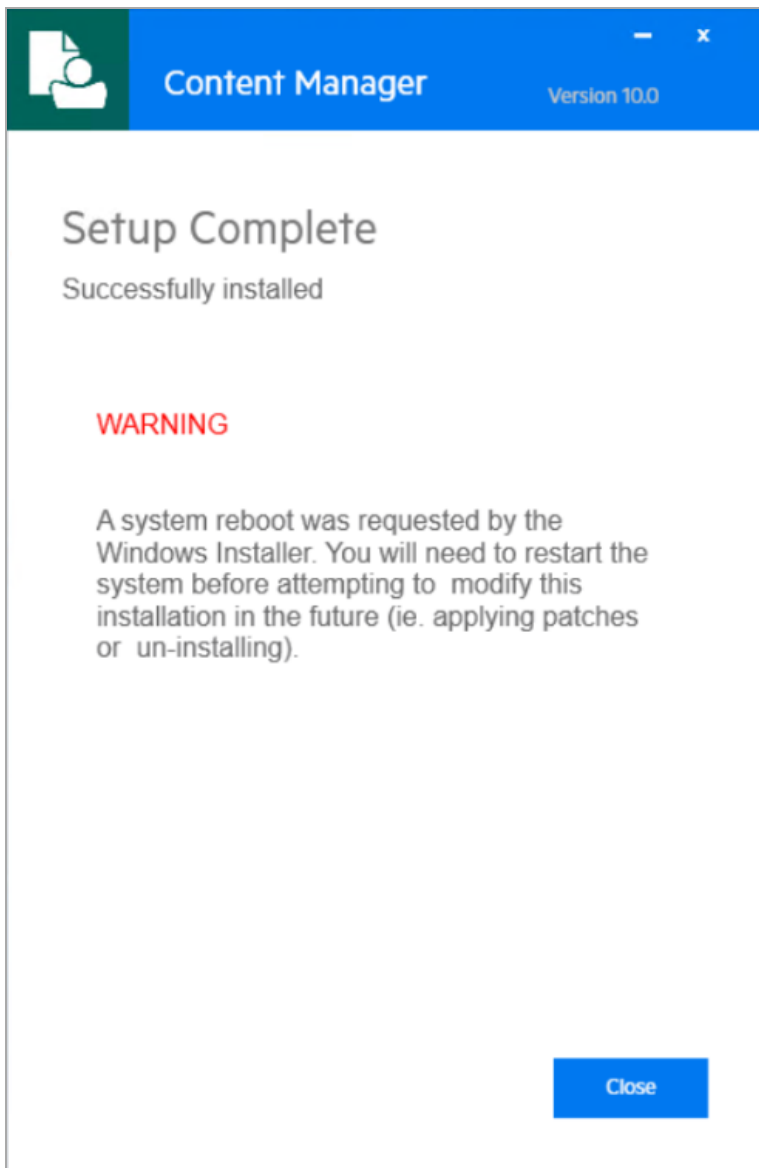 x
Content Manager
Version 10.0
Setup Complete
Successfully installed
WARNING
A system reboot was requested by the
Windows Installer. You will need to restart the
system before attempting to  modify this
installation in the future (ie. applying patches
or  un-installing).
Close